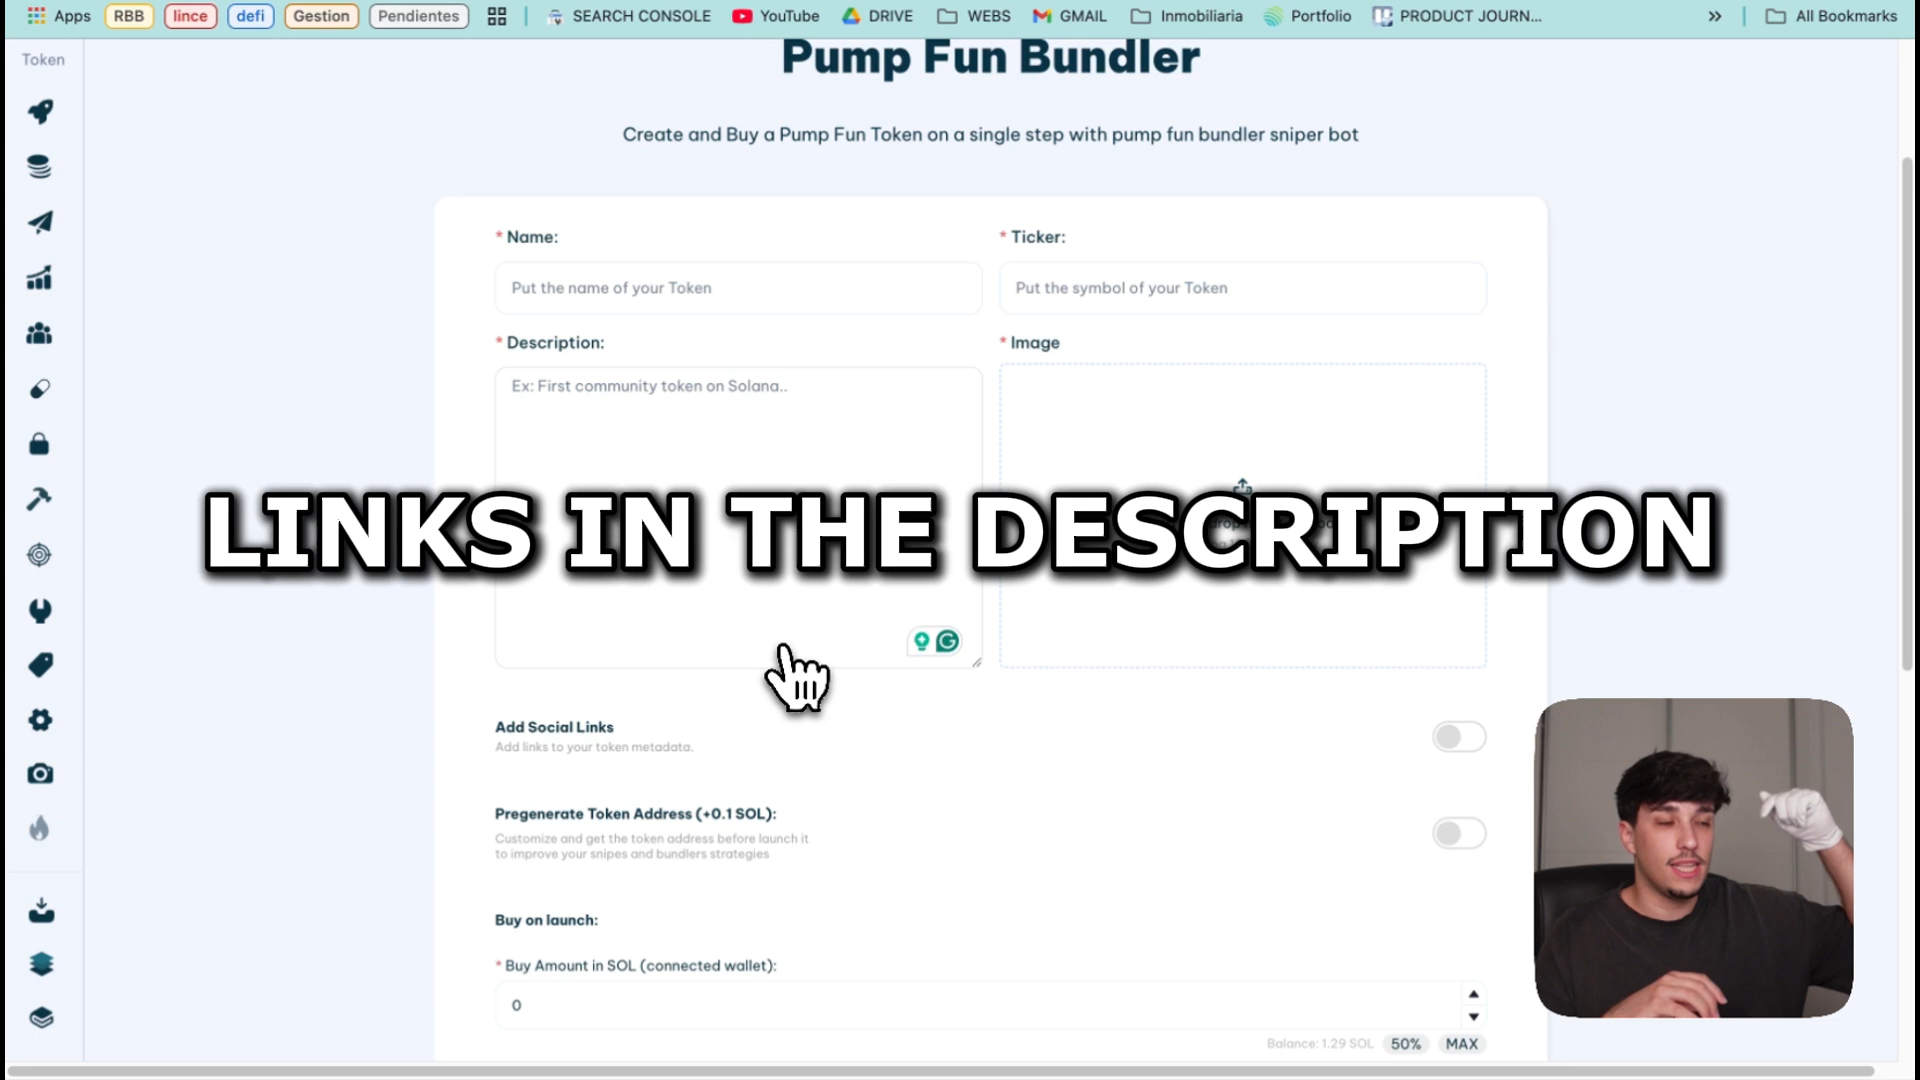 Apps RBB lince defi Gestion Pendientes SEARCH CONSOLE YouTube DRIVE WEBS GMAIL Inmobiliaria Portfolio PRODUCT JOURN... » All Bookmarks
Token
Pump Fun Bundler
Create and Buy a Pump Fun Token on a single step with pump fun bundler sniper bot
* Name:
* Ticker:
Put the name of your Token
Put the symbol of your Token
* Description:
* Image
Ex: First community token on Solana..
LINKS IN THE DESCRIPTION
Add Social Links
Add links to your token metadata.
Pregenerate Token Address (+0.1 SOL):
Customize and get the token address before launch it
to improve your snipes and bundlers strategies
Buy on launch:
* Buy Amount in SOL (connected wallet):
0
Balance: 1.29 SOL 50% MAX